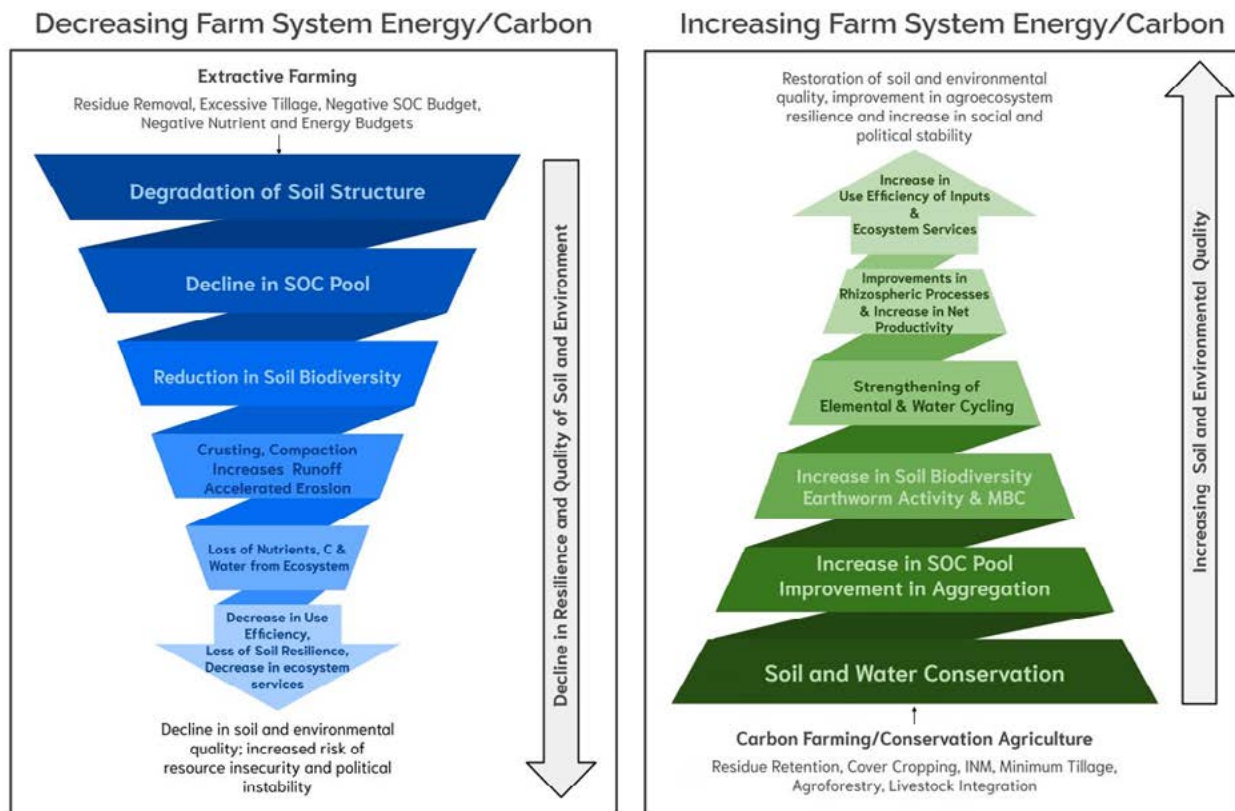 Decreasing Farm System Energy/Carbon
Extractive Farming
Residue Removal, Excessive Tillage, Negative SOC Budget,
Negative Nutrient and Energy Budgets
Degradation of Soil Structure
Decline in SOC Pool
Reduction in Soil Biodiversity
Crusting, Compaction
Increases Runoff
Accelerated Erosion
Loss of Nutrients, C &
Water from Ecosystem
Decrease in Use
Efficiency,
Loss of Soil Resilience,
Decrease in ecosystem
services
Decline in soil and environmental
quality; increased risk of
resource insecurity and political
instability
Decline in Resilience and Quality of Soil and Environment
Increasing Farm System Energy/Carbon
Restoration of soil and environmental
quality, improvement in agroecosystem
resilience and increase in social and
political stability
Increase in
Use Efficiency of Inputs
&
Ecosystem Services
Improvements in
Rhizospheric Processes
& Increase in Net
Productivity
Strengthening of
Elemental & Water Cycling
Increase in Soil Biodiversity
Earthworm Activity & MBC
Increase in SOC Pool
Improvement in Aggregation
Soil and Water Conservation
Carbon Farming/Conservation Agriculture
Residue Retention, Cover Cropping, INM, Minimum Tillage,
Agroforestry, Livestock Integration
Increasing Soil and Environmental Quality